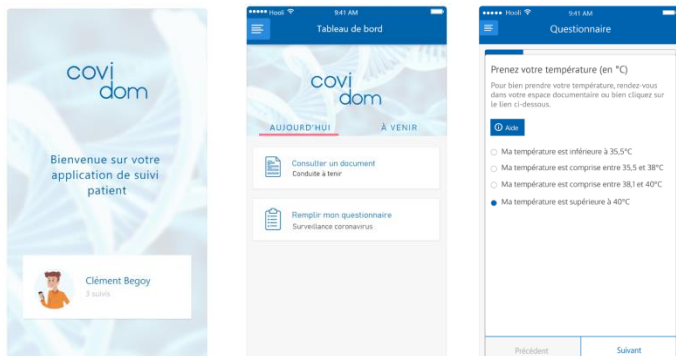 covi
dom
Bienvenue sur votre
application de suivi
patient
Clément Begoy
3 suivis
Hooli
9:41 AM
Tableau de bord
covi
dom
AUJOURD'HUI
À VENIR
Consulter un document
Conduite à tenir
Remplir mon questionnaire
Surveillance coronavirus
Hooli
9:41 AM
Questionnaire
Prenez votre température (en °C)
Pour bien prendre votre température, rendez-vous
dans votre espace documentaire ou bien cliquez sur
le lien ci-dessous.
Aide
Ma température est inférieure à 35,5°C
Ma température est comprise entre 35,5 et 38°C
Ma température est comprise entre 38,1 et 40°C
Ma température est supérieure à 40°C
Précédent
Suivant